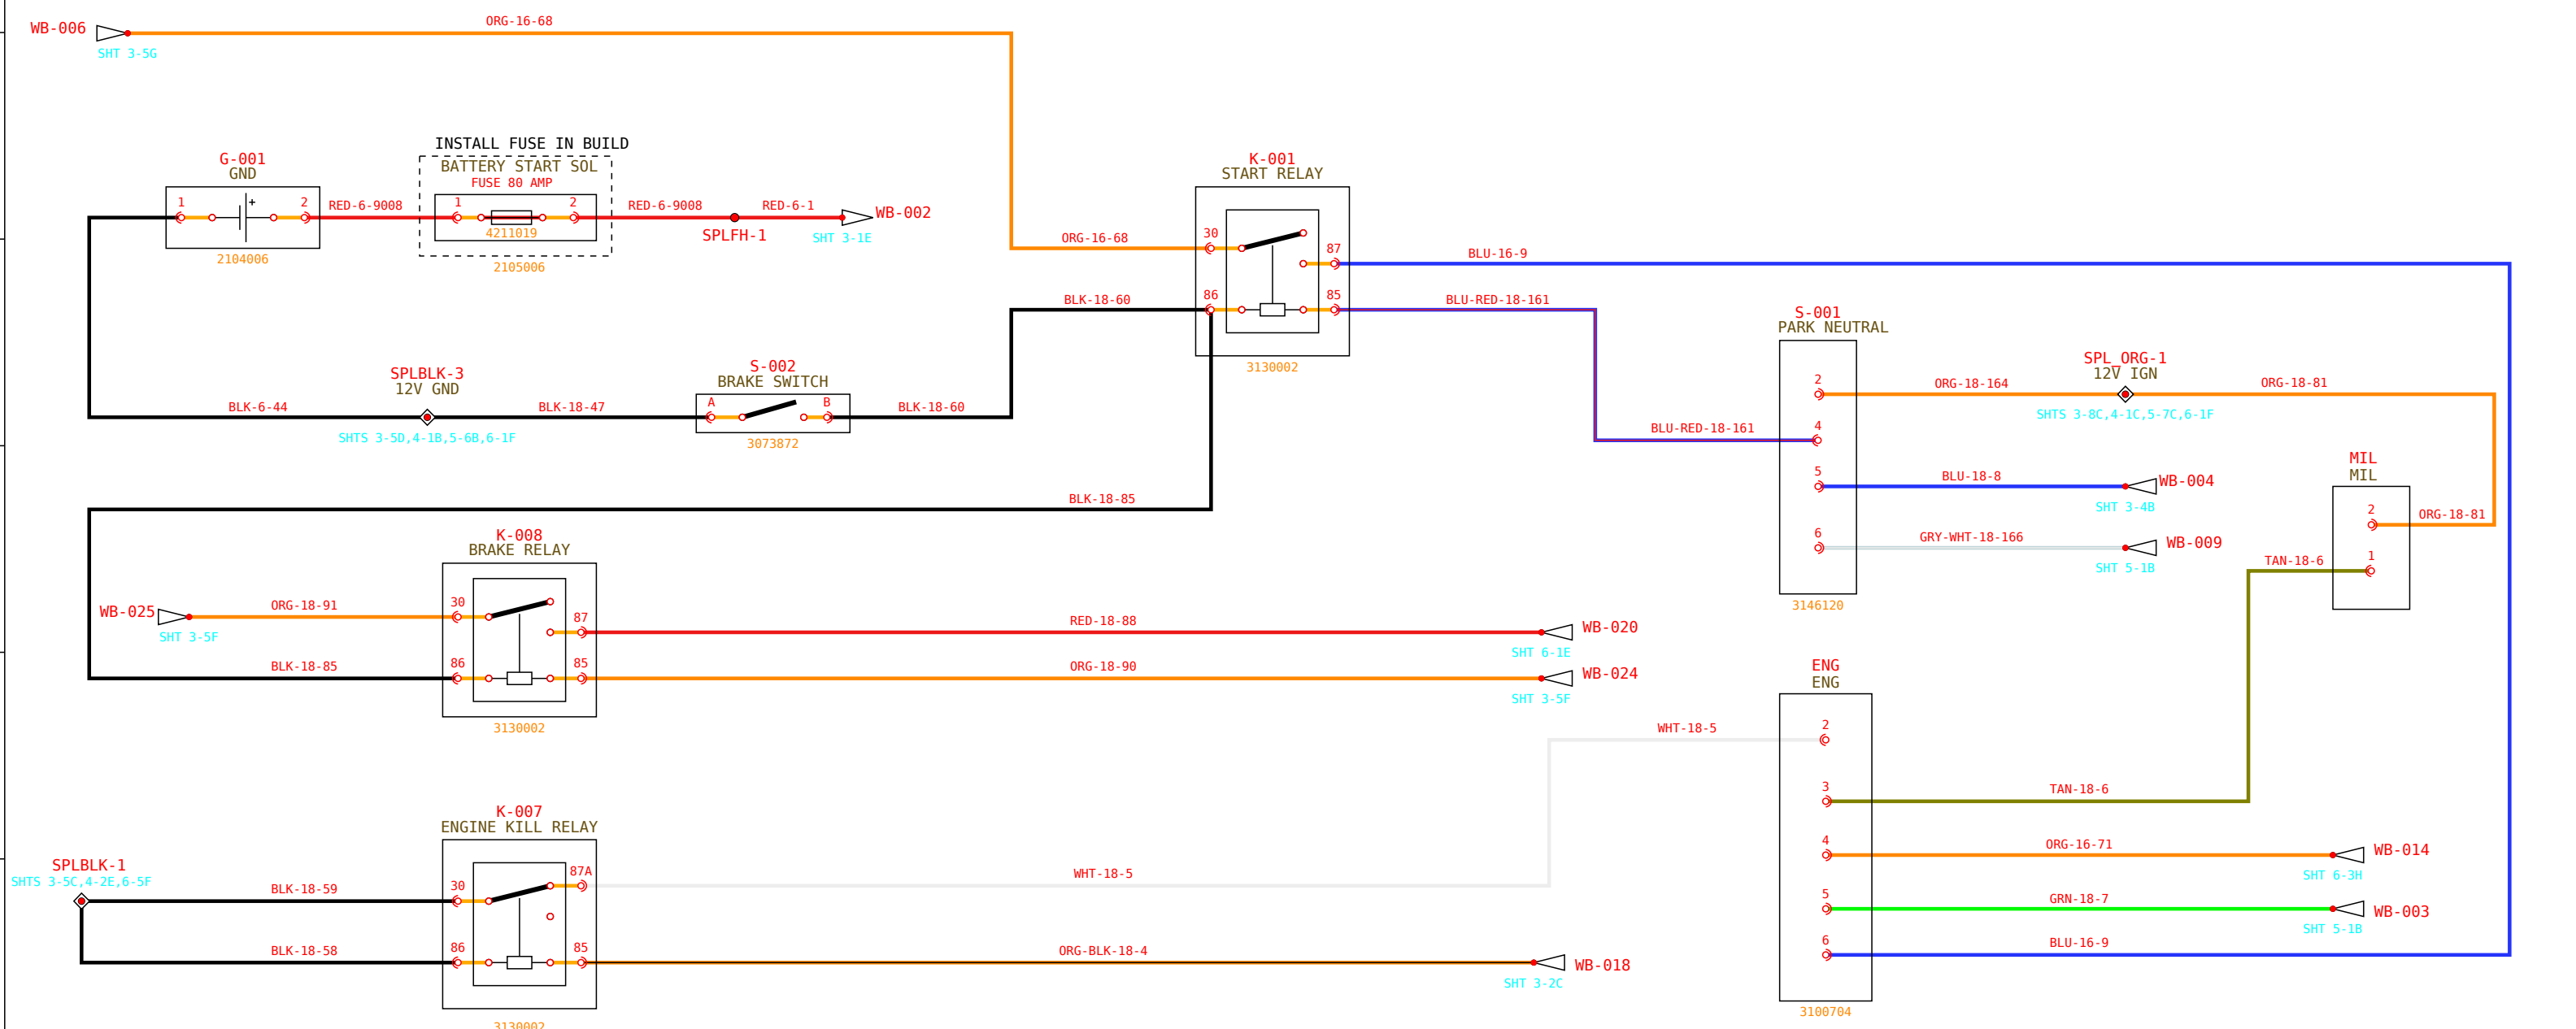 WB-006
SHT 3-5G
ORG-16-68
INSTALL FUSE IN BUILD
G-001
GND
1
+
2
2104006
RED-6-9008
BATTERY START SOL
FUSE 80 AMP
1
2
4211019
2105006
RED-6-9008
SPLFH-1
RED-6-1
WB-002
SHT 3-1E
ORG-16-68
K-001
START RELAY
30
87
86
85
3130002
BLU-16-9
BLK-18-60
BLU-RED-18-161
SPLBLK-3
12V GND
BLK-6-44
BLK-18-47
SHTS 3-5D,4-1B,5-6B,6-1F
S-002
BRAKE SWITCH
A
B
3073872
BLK-18-60
BLK-18-85
S-001
PARK NEUTRAL
2
4
5
6
3146120
BLU-RED-18-161
ORG-18-164
SPL_ORG-1
12V IGN
SHTS 3-8C,4-1C,5-7C,6-1F
ORG-18-81
BLU-18-8
WB-004
SHT 3-4B
GRY-WHT-18-166
WB-009
SHT 5-1B
MIL
MIL
2
1
ORG-18-81
TAN-18-6
K-008
BRAKE RELAY
30
87
86
85
3130002
WB-025
SHT 3-5F
ORG-18-91
BLK-18-85
RED-18-88
WB-020
SHT 6-1E
ORG-18-90
WB-024
SHT 3-5F
ENG
ENG
2
3
4
5
6
3100704
WHT-18-5
TAN-18-6
ORG-16-71
WB-014
SHT 6-3H
GRN-18-7
WB-003
SHT 5-1B
BLU-16-9
K-007
ENGINE KILL RELAY
30
87A
86
85
3130002
SPLBLK-1
SHTS 3-5C,4-2E,6-5F
BLK-18-59
BLK-18-58
WHT-18-5
ORG-BLK-18-4
WB-018
SHT 3-2C